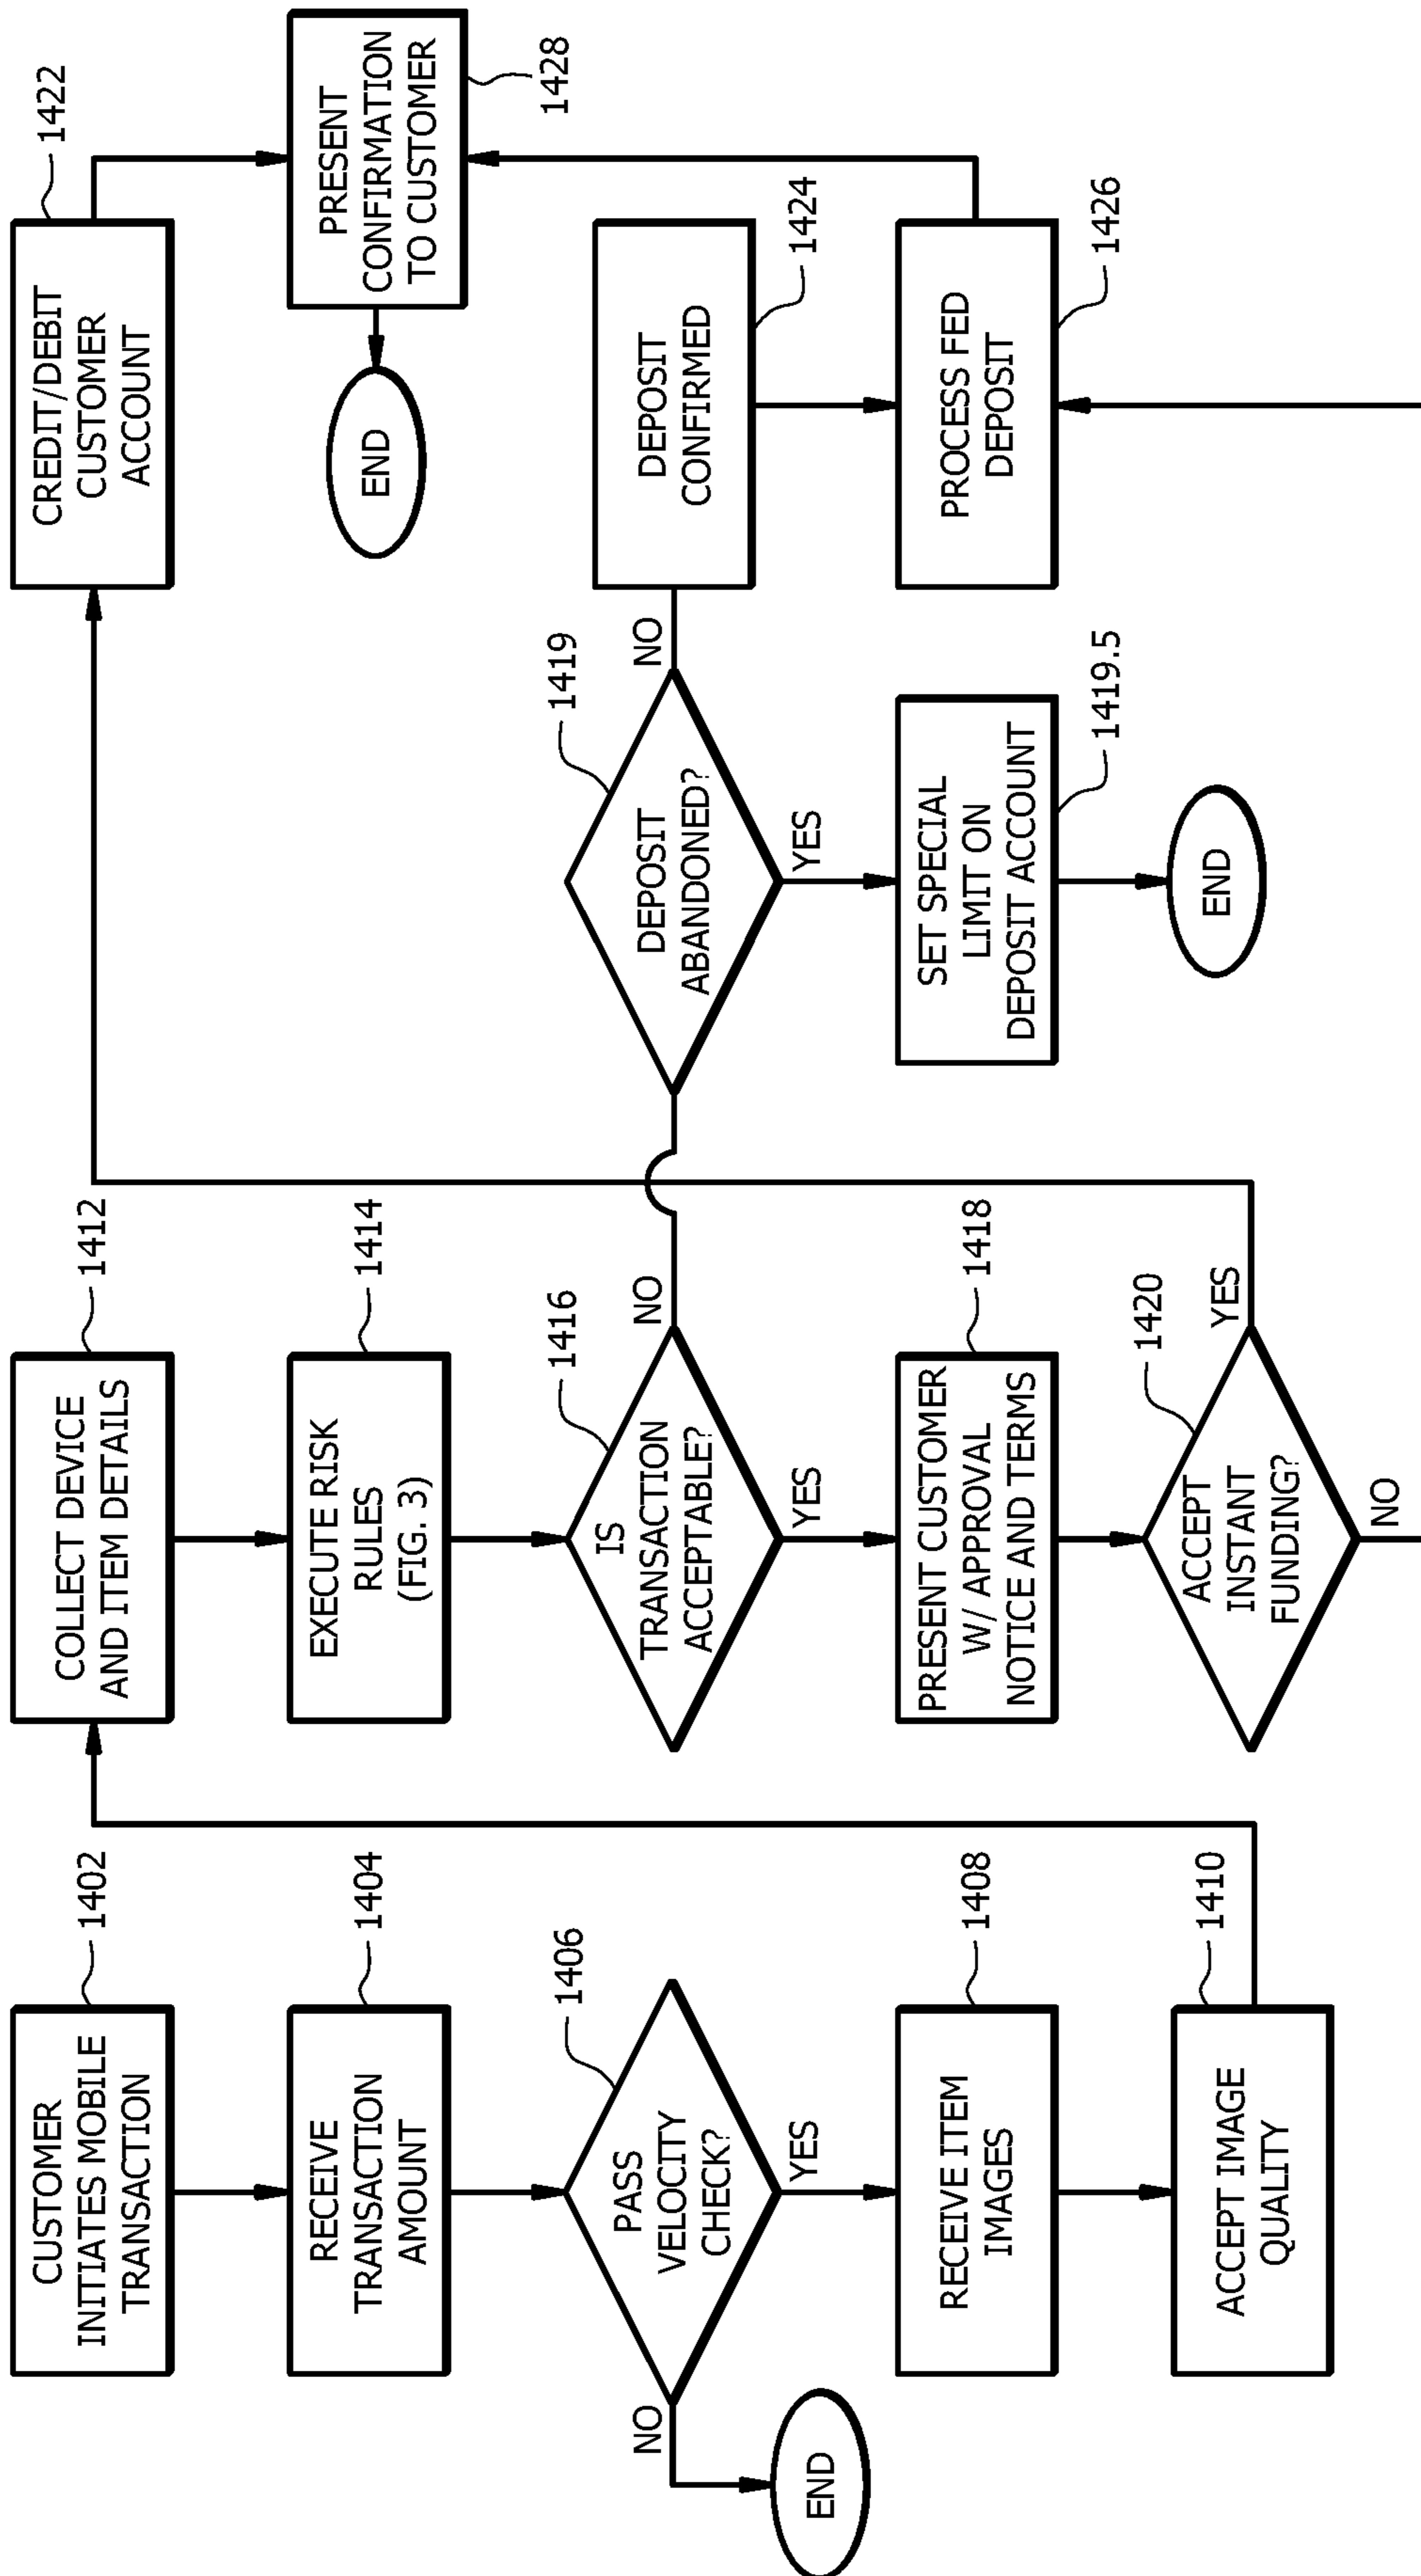 CUSTOMER
INITIATES MOBILE
TRANSACTION
1402
RECEIVE
TRANSACTION
AMOUNT
1404
PASS
VELOCITY
CHECK?
1406
NO
END
YES
RECEIVE ITEM
IMAGES
1408
ACCEPT IMAGE
QUALITY
1410
COLLECT DEVICE
AND ITEM DETAILS
1412
EXECUTE RISK
RULES
(FIG. 3)
1414
IS
TRANSACTION
ACCEPTABLE?
1416
NO
YES
PRESENT CUSTOMER
W/ APPROVAL
NOTICE AND TERMS
1418
ACCEPT
INSTANT
FUNDING?
1420
YES
NO
DEPOSIT
ABANDONED?
1419
NO
YES
SET SPECIAL
LIMIT ON
DEPOSIT ACCOUNT
1419.5
END
CREDIT/DEBIT
CUSTOMER
ACCOUNT
1422
PRESENT
CONFIRMATION
TO CUSTOMER
1428
END
DEPOSIT
CONFIRMED
1424
PROCESS FED
DEPOSIT
1426